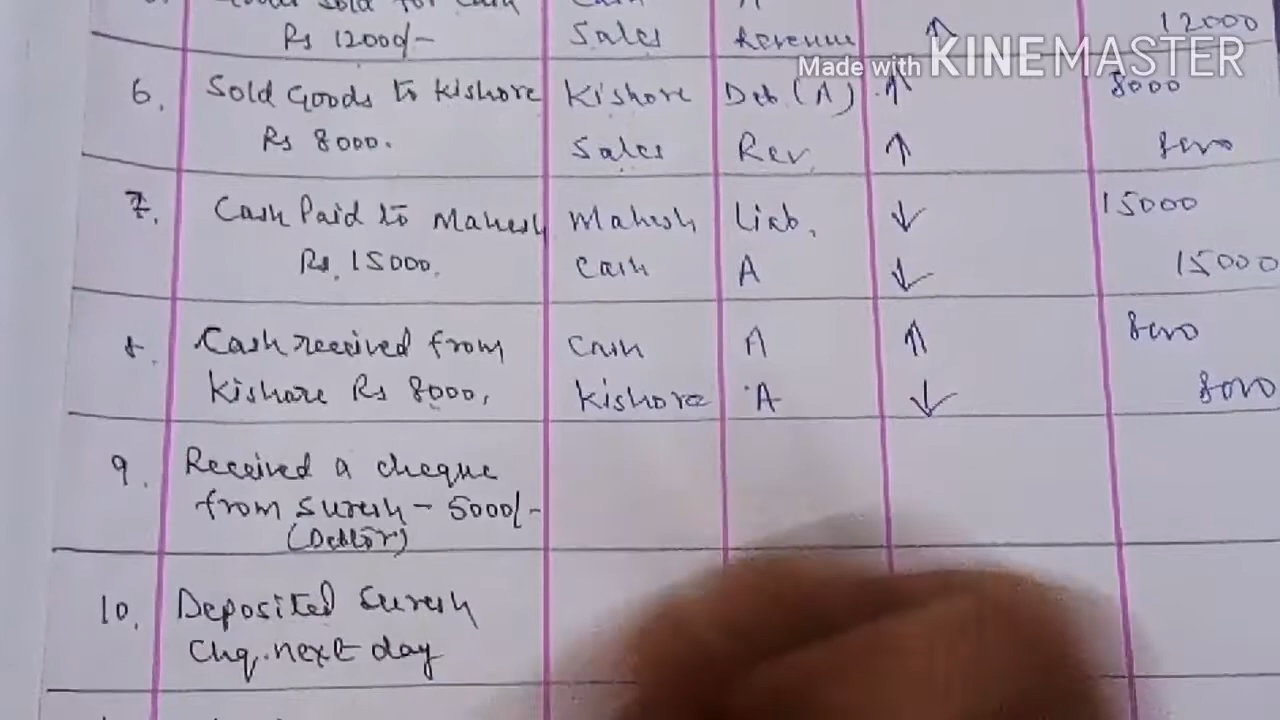 Rs 12000/- Sales Revenue 12000
Made with KINEMASTER
6. Sold Goods to Kishore Kishore Deb. (A) ↑ 8000
Rs 8000. Sales Rev. ↑ 8000
7. Cash Paid to Mahesh Mahesh Liab. ↓ 15000
Rs. 15000. Cash A ↓ 15000
8. Cash received from Cash A ↑ 8000
Kishore Rs 8000. Kishore A ↓ 8000
9. Received a cheque
from Suresh - 5000/-
(Debtor)
10. Deposited Suresh
Chq. next day